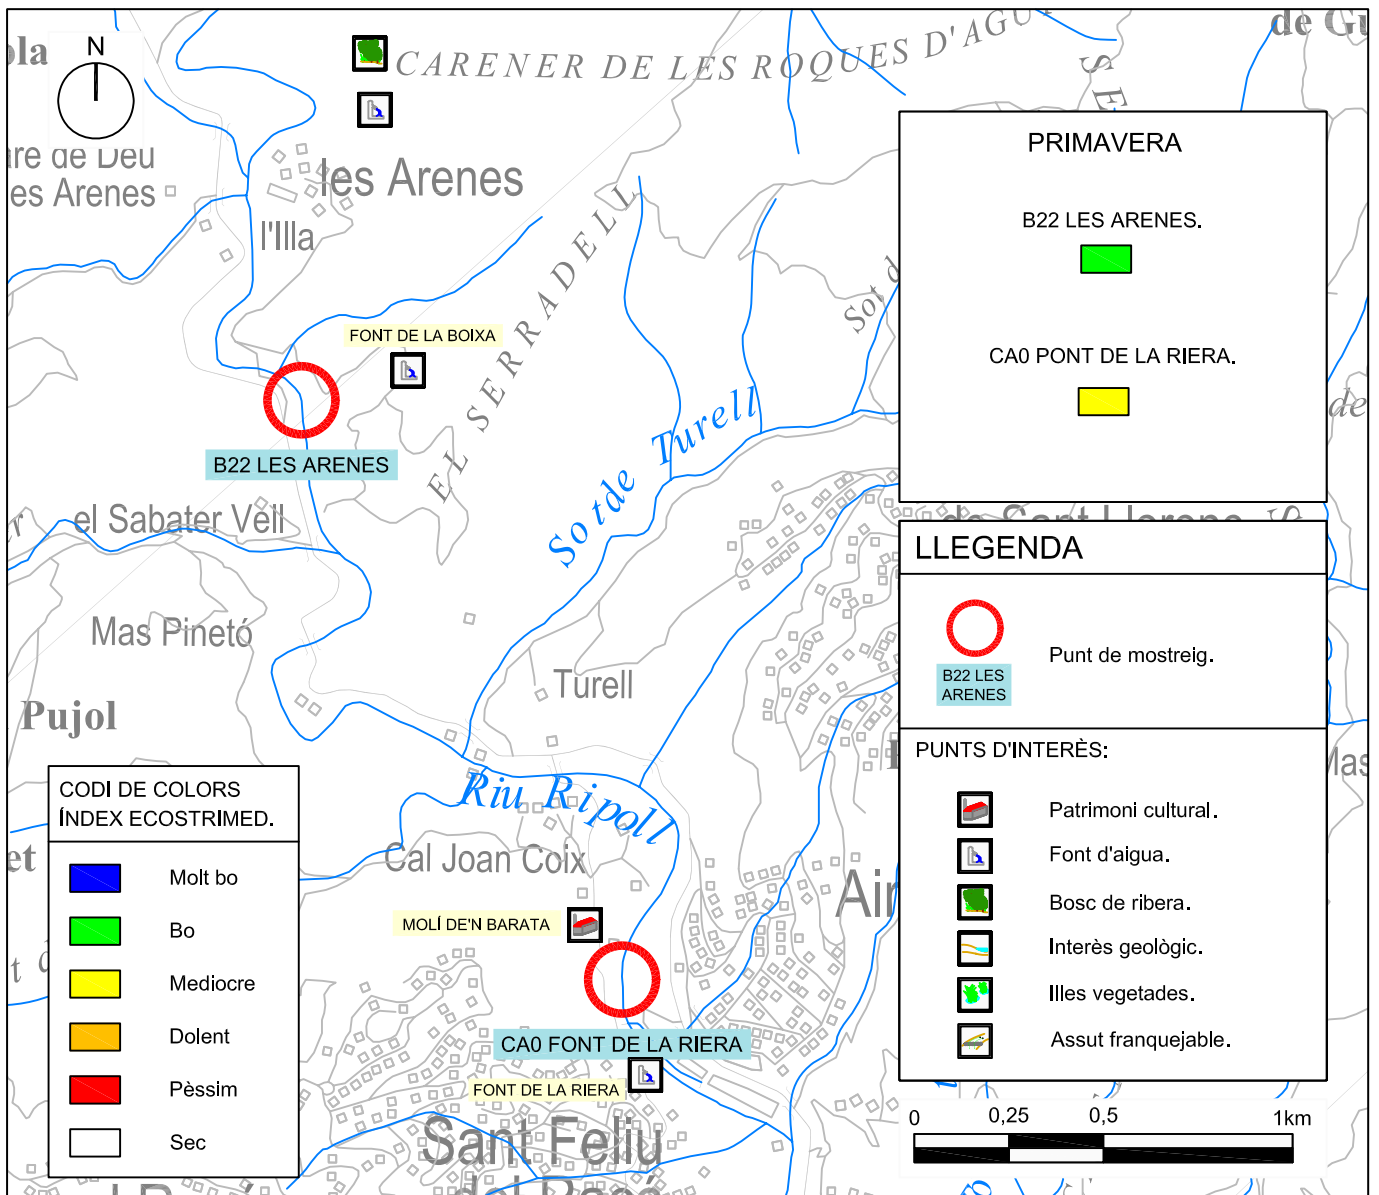 N
CARENER DE LES ROQUES D'AGU
de Gu
les Arenes
es Arenes
l'Illa
PRIMAVERA
B22 LES ARENES.
CA0 PONT DE LA RIERA.
FONT DE LA BOIXA
EL SERRADELL
Sot d
de
B22 LES ARENES
Sot de Turell
el Sabater Vell
Mas Pinetó
Turell
Pujol
LLEGENDA
B22 LES
ARENES
Punt de mostreig.
PUNTS D'INTERÈS:
Patrimoni cultural.
Font d'aigua.
Bosc de ribera.
Interès geològic.
Illes vegetades.
Assut franquejable.
Mas
Riu Ripoll
Cal Joan Coix
MOLÍ DE'N BARATA
CA0 FONT DE LA RIERA
FONT DE LA RIERA
Sant Feliu
CODI DE COLORS
ÍNDEX ECOSTRIMED.
Molt bo
Bo
Mediocre
Dolent
Pèssim
Sec
0 0,25 0,5 1km